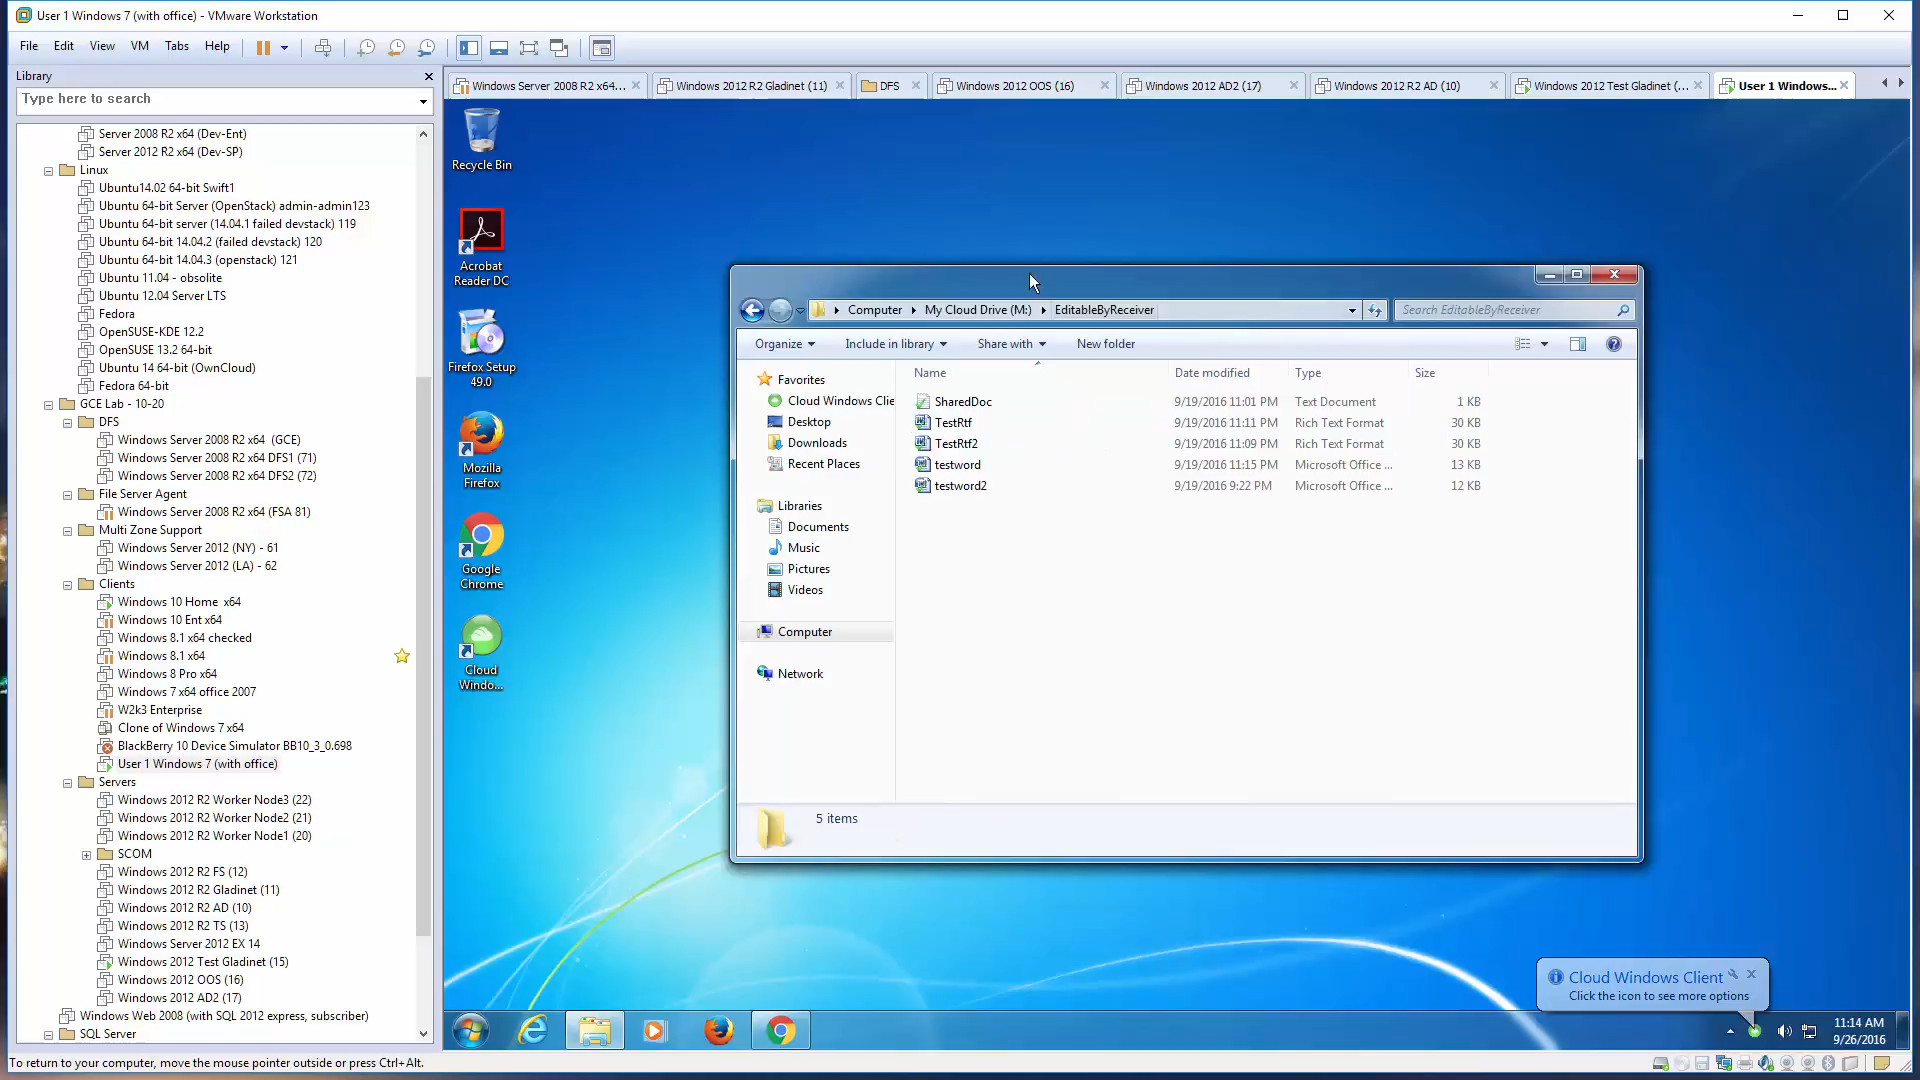 User 1 Windows 7 (with office) - VMware Workstation
File Edit View VM Tabs Help
Library
Type here to search
Windows Server 2008 R2 x64...
Windows 2012 R2 Gladinet (11)
DFS
Windows 2012 OOS (16)
Windows 2012 AD2 (17)
Windows 2012 R2 AD (10)
Windows 2012 Test Gladinet (...
User 1 Windows...
Server 2008 R2 x64 (Dev-Ent)
Server 2012 R2 x64 (Dev-SP)
Linux
Ubuntu14.02 64-bit Swift1
Ubuntu 64-bit Server (OpenStack) admin-admin123
Ubuntu 64-bit server (14.04.1 failed devstack) 119
Ubuntu 64-bit 14.04.2 (failed devstack) 120
Ubuntu 64-bit 14.04.3 (openstack) 121
Ubuntu 11.04 - obsolite
Ubuntu 12.04 Server LTS
Fedora
OpenSUSE-KDE 12.2
OpenSUSE 13.2 64-bit
Ubuntu 14 64-bit (OwnCloud)
Fedora 64-bit
GCE Lab - 10-20
DFS
Windows Server 2008 R2 x64 (GCE)
Windows Server 2008 R2 x64 DFS1 (71)
Windows Server 2008 R2 x64 DFS2 (72)
File Server Agent
Windows Server 2008 R2 x64 (FSA 81)
Multi Zone Support
Windows Server 2012 (NY) - 61
Windows Server 2012 (LA) - 62
Clients
Windows 10 Home x64
Windows 10 Ent x64
Windows 8.1 x64 checked
Windows 8.1 x64
Windows 8 Pro x64
Windows 7 x64 office 2007
W2k3 Enterprise
Clone of Windows 7 x64
BlackBerry 10 Device Simulator BB10_3_0.698
User 1 Windows 7 (with office)
Servers
Windows 2012 R2 Worker Node3 (22)
Windows 2012 R2 Worker Node2 (21)
Windows 2012 R2 Worker Node1 (20)
SCOM
Windows 2012 R2 FS (12)
Windows 2012 R2 Gladinet (11)
Windows 2012 R2 AD (10)
Windows 2012 R2 TS (13)
Windows Server 2012 EX 14
Windows 2012 Test Gladinet (15)
Windows 2012 OOS (16)
Windows 2012 AD2 (17)
Windows Web 2008 (with SQL 2012 express, subscriber)
SQL Server
Recycle Bin
Acrobat
Reader DC
Firefox Setup
49.0
Mozilla
Firefox
Google
Chrome
Cloud
Windo...
Computer My Cloud Drive (M:) EditableByReceiver
Search EditableByReceiver
Organize Include in library Share with New folder
Name Date modified Type Size
Favorites
Cloud Windows Clie
Desktop
Downloads
Recent Places
Libraries
Documents
Music
Pictures
Videos
Computer
Network
SharedDoc 9/19/2016 11:01 PM Text Document 1 KB
TestRtf 9/19/2016 11:11 PM Rich Text Format 30 KB
TestRtf2 9/19/2016 11:09 PM Rich Text Format 30 KB
testword 9/19/2016 11:15 PM Microsoft Office ... 13 KB
testword2 9/19/2016 9:22 PM Microsoft Office ... 12 KB
5 items
Cloud Windows Client
Click the icon to see more options
11:14 AM
9/26/2016
To return to your computer, move the mouse pointer outside or press Ctrl+Alt.